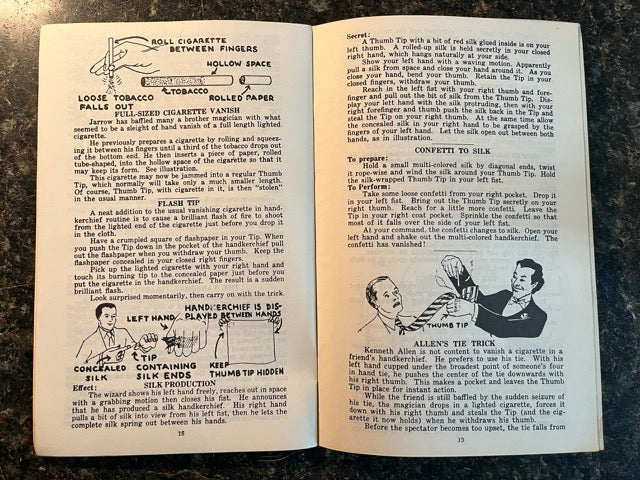 ROLL CIGARETTE
BETWEEN FINGERS
HOLLOW SPACE
TOBACCO
LOOSE TOBACCO
FALLS OUT
ROLLED PAPER
FULL-SIZED CIGARETTE VANISH
Jarrow has baffled many a brother magician with what
seemed to be a sleight of hand vanish of a full length lighted
cigarette.
He previously prepares a cigarette by rolling and squeez-
ing it between his fingers until a third of the tobacco drops out
of the bottom end. He then inserts a piece of paper, rolled
tube-shaped, into the hollow space of the cigarette so that it
may keep its form. See illustration.
This cigarette may now be jammed into a regular Thumb
Tip, which normally will take only a much smaller length.
Of course, Thumb Tip, with cigarette in it, is then "stolen"
in the usual manner.
FLASH TIP
A neat addition to the usual vanishing cigarette in hand-
kerchief routine is to cause a brilliant flash of fire to shoot
from the lighted end of the cigarette just before you drop it
in the cloth.
Have a crumpled square of flashpaper in your Tip. When
you push the Tip down in the pocket of the handkerchief pull
out the flashpaper when you withdraw your thumb. Keep the
flashpaper concealed in your closed right fingers.
Pick up the lighted cigarette with your right hand and
touch its burning tip to the concealed paper just before you
put the cigarette in the handkerchief. The result is a sudden
brilliant flash.
Look surprised momentarily, then carry on with the trick.
HANDKERCHIEF IS DIS-
PLAYED BETWEEN HANDS
LEFT HAND
CONCEALED
SILK
TIP
CONTAINING
SILK ENDS
KEEP
THUMB TIP HIDDEN
SILK PRODUCTION
Effect:
The wizard shows his left hand freely, reaches out in space
with a grabbing motion then closes his fist. He announces
that he has produced a silk handkerchief. His right hand
pulls a bit of silk into view from his left fist, then he lets the
complete silk spring out between his hands.
18
Secret:
A Thumb Tip with a bit of red silk glued inside is on your
left thumb. A rolled-up silk is held secretly in your closed
right hand, which hangs naturally at your side.
Show your left hand with a waving motion. Apparently
pull a silk from space and close your hand around it. As you
close your hand, bend your thumb. Retain the Tip in your
closed fingers, withdraw your thumb.
Reach in the left fist with your right thumb and fore-
finger and pull out the bit of silk from the Thumb Tip. Dis-
play your left hand with the silk protruding, then with your
right forefinger and thumb push the silk back in the Tip and
steal the Tip on your right thumb. At the same time allow
the concealed silk in your right hand to be grasped by the
fingers of your left hand. Let the silk open out between both
hands, as in illustration.
CONFETTI TO SILK
To prepare:
Hold a small multi-colored silk by diagonal ends, twist
it rope-wise and wind the silk around your Thumb Tip. Hold
the silk-wrapped Thumb Tip in your left fist.
To Perform:
Take some loose confetti from your right pocket. Drop it
in your left fist. Bring out the Thumb Tip secretly on your
right thumb. Reach for a little more confetti. Leave the
Tip in your right coat pocket. Sprinkle the confetti so that
most of it falls over the side of your left fist.
At your command, the confetti changes to silk. Open your
left hand and shake out the multi-colored handkerchief. The
confetti has vanished!
THUMB TIP
ALLEN'S TIE TRICK
Kenneth Allen is not content to vanish a cigarette in a
friend's handkerchief. He prefers to use his tie. With his
left hand cupped under the broadest point of someone's four
in hand tie, he pushes the center of the tie downwards with
his right thumb. This makes a pocket and leaves the Thumb
Tip in place for instant action.
While the friend is still baffled by the sudden seizure of
his tie, the magician drops in a lighted cigarette, forces it
down with his right thumb and steals the Tip (and the cig-
arette it now holds) when he withdraws his thumb.
Before the spectator becomes too upset, the tie falls from
19